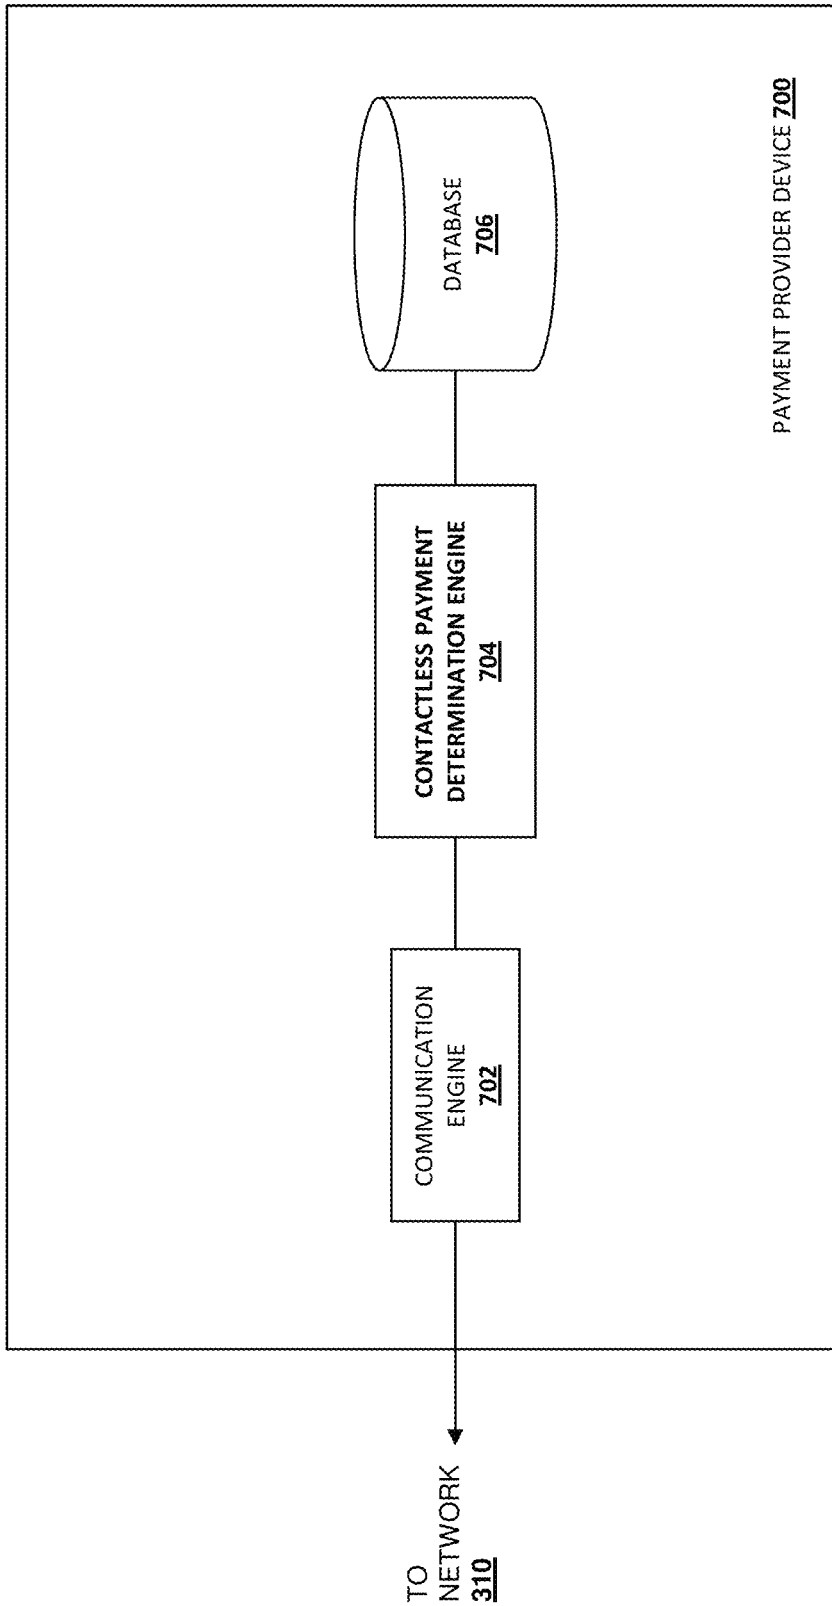 TO
NETWORK
310
COMMUNICATION
ENGINE
702
CONTACTLESS PAYMENT
DETERMINATION ENGINE
704
DATABASE
706
PAYMENT PROVIDER DEVICE 700